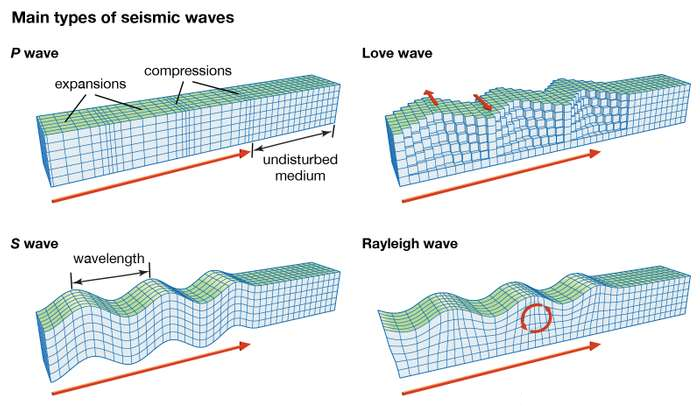 Main types of seismic waves
P wave
expansions
compressions
undisturbed
medium
Love wave
S wave
wavelength
Rayleigh wave